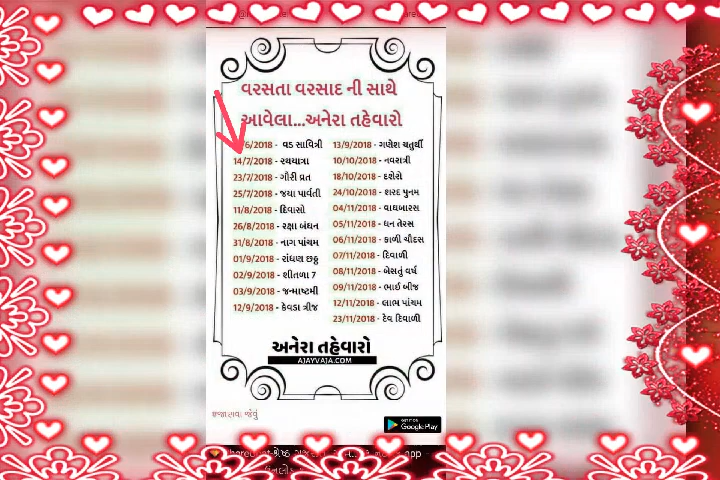 વરસતા વરસાદ ની સાથે
આવેલા...અનેરા તહેવારો
6/2018 - વડ સાવિત્રી
14/7/2018 - રથયાત્રા
23/7/2018 - ગૌરી વ્રત
25/7/2018 - જયા પાર્વતી
11/8/2018 - દિવાસો
26/8/2018 - રક્ષા બંધન
31/8/2018 - નાગ પાંચમ
01/9/2018 - રાંધણ છઠ્ઠ
02/9/2018 - શીતળા 7
03/9/2018 - જન્માષ્ટમી
12/9/2018 - કેવડા ત્રીજ
13/9/2018 - ગણેશ ચતુર્થી
10/10/2018 - નવરાત્રી
18/10/2018 - દશેરો
24/10/2018 - શરદ પુનમ
04/11/2018 - વાઘબારસ
05/11/2018 - ધન તેરસ
06/11/2018 - કાળી ચૌદસ
07/11/2018 - દિવાળી
08/11/2018 - બેસતું વર્ષ
09/11/2018 - ભાઈ બીજ
12/11/2018 - લાભ પાંચમ
23/11/2018 - દેવ દિવાળી
અનેરા તહેવારો
AJAYVAJA.COM
#જાણવા જેવું
GET IT ON
Google Play